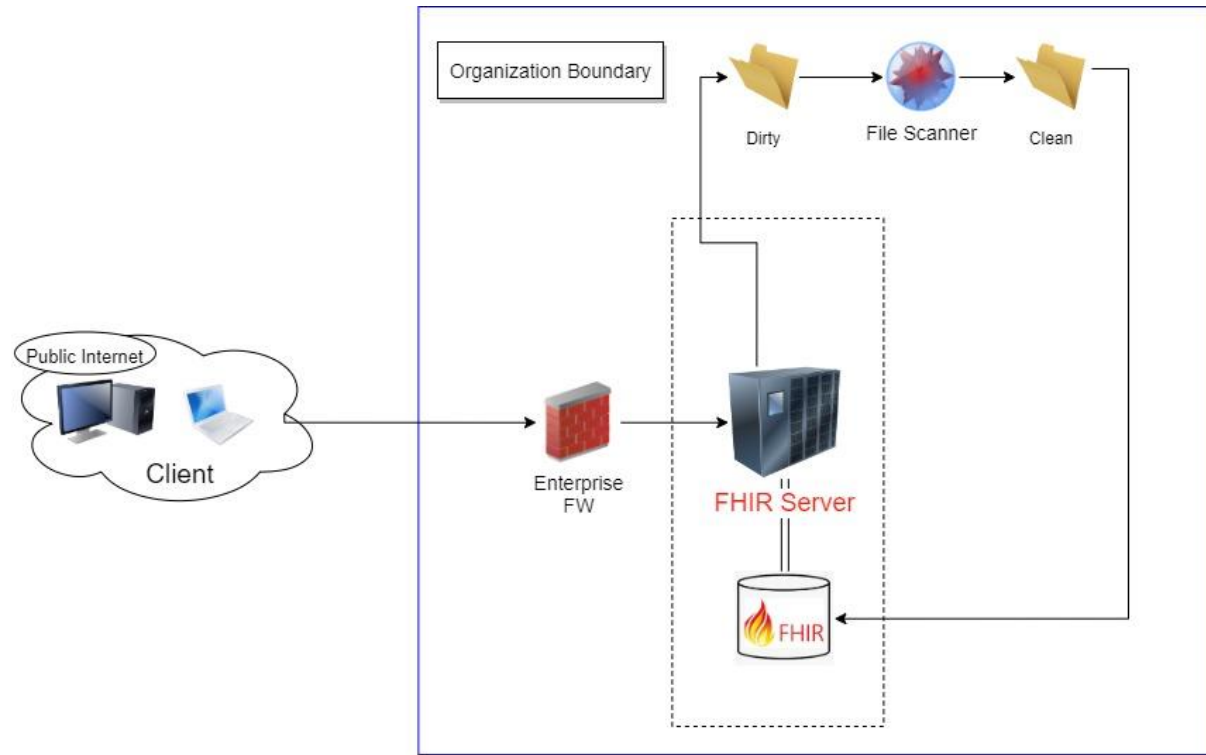 Organization Boundary
Dirty
File Scanner
Clean
Public Internet
Client
Enterprise
FW
FHIR Server
FHIR